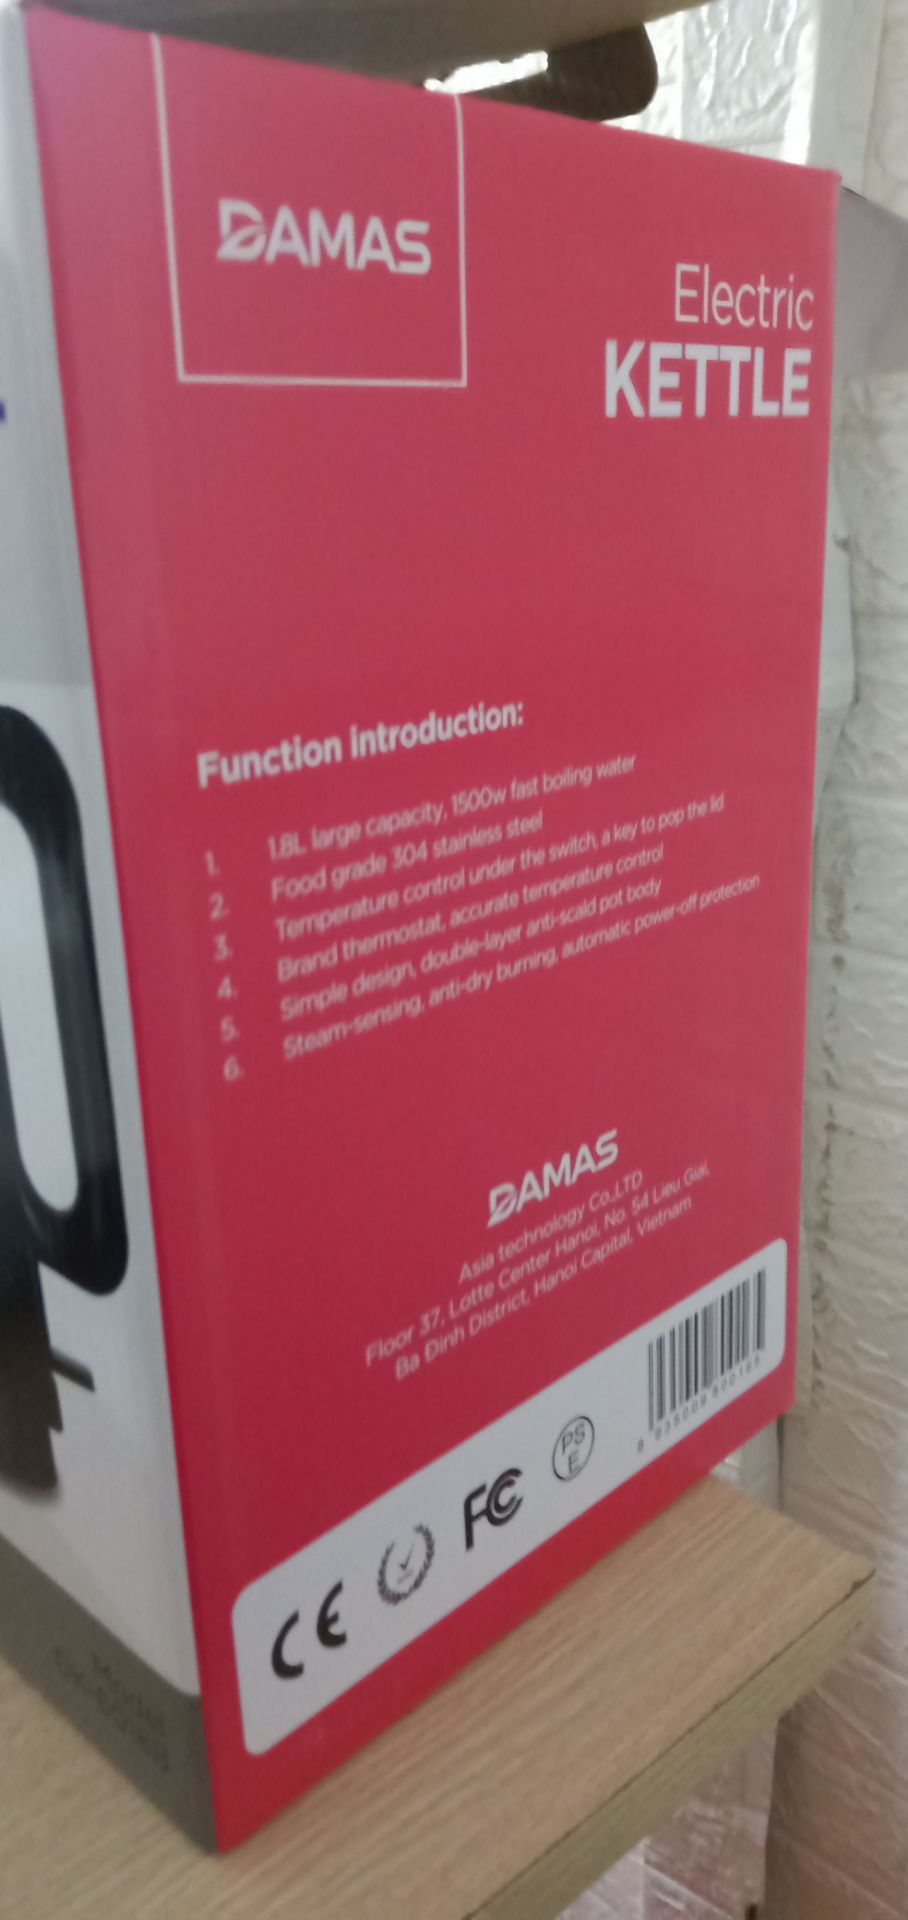 DAMAS
Electric
KETTLE
Function introduction:
1. 1.8L large capacity, 1500w fast boiling water
2. Food grade 304 stainless steel
3. Temperature control under the switch, a key to pop the lid
4. Brand thermostat, accurate temperature control
5. Simple design, double-layer anti-scald pot body
6. Steam-sensing, anti-dry burning, automatic power-off protection
DAMAS
Asia technology Co.,LTD
Floor 37, Lotte Center Hanoi, No. 54 Lieu Giai,
Ba Đinh District, Hanoi Capital, Vietnam
CE
FC
PS
E